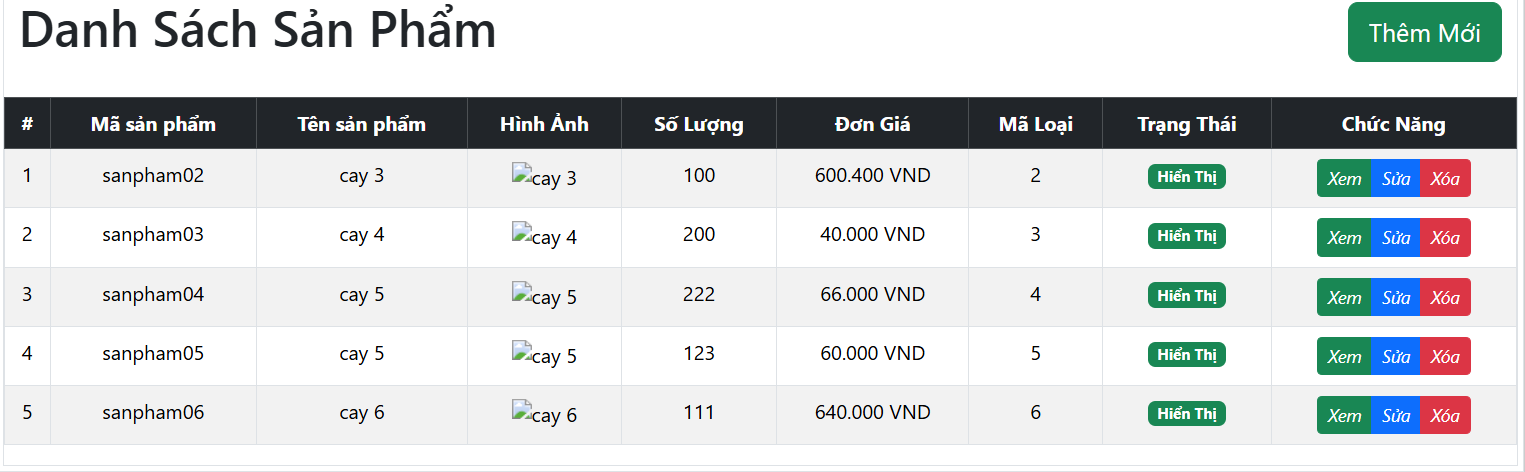 Danh Sách Sản Phẩm Thêm Mới
# Mã sản phẩm Tên sản phẩm Hình Ảnh Số Lượng Đơn Giá Mã Loại Trạng Thái Chức Năng
1 sanpham02 cay 3 cay 3 100 600.400 VND 2 Hiển Thị Xem Sửa Xóa
2 sanpham03 cay 4 cay 4 200 40.000 VND 3 Hiển Thị Xem Sửa Xóa
3 sanpham04 cay 5 cay 5 222 66.000 VND 4 Hiển Thị Xem Sửa Xóa
4 sanpham05 cay 5 cay 5 123 60.000 VND 5 Hiển Thị Xem Sửa Xóa
5 sanpham06 cay 6 cay 6 111 640.000 VND 6 Hiển Thị Xem Sửa Xóa